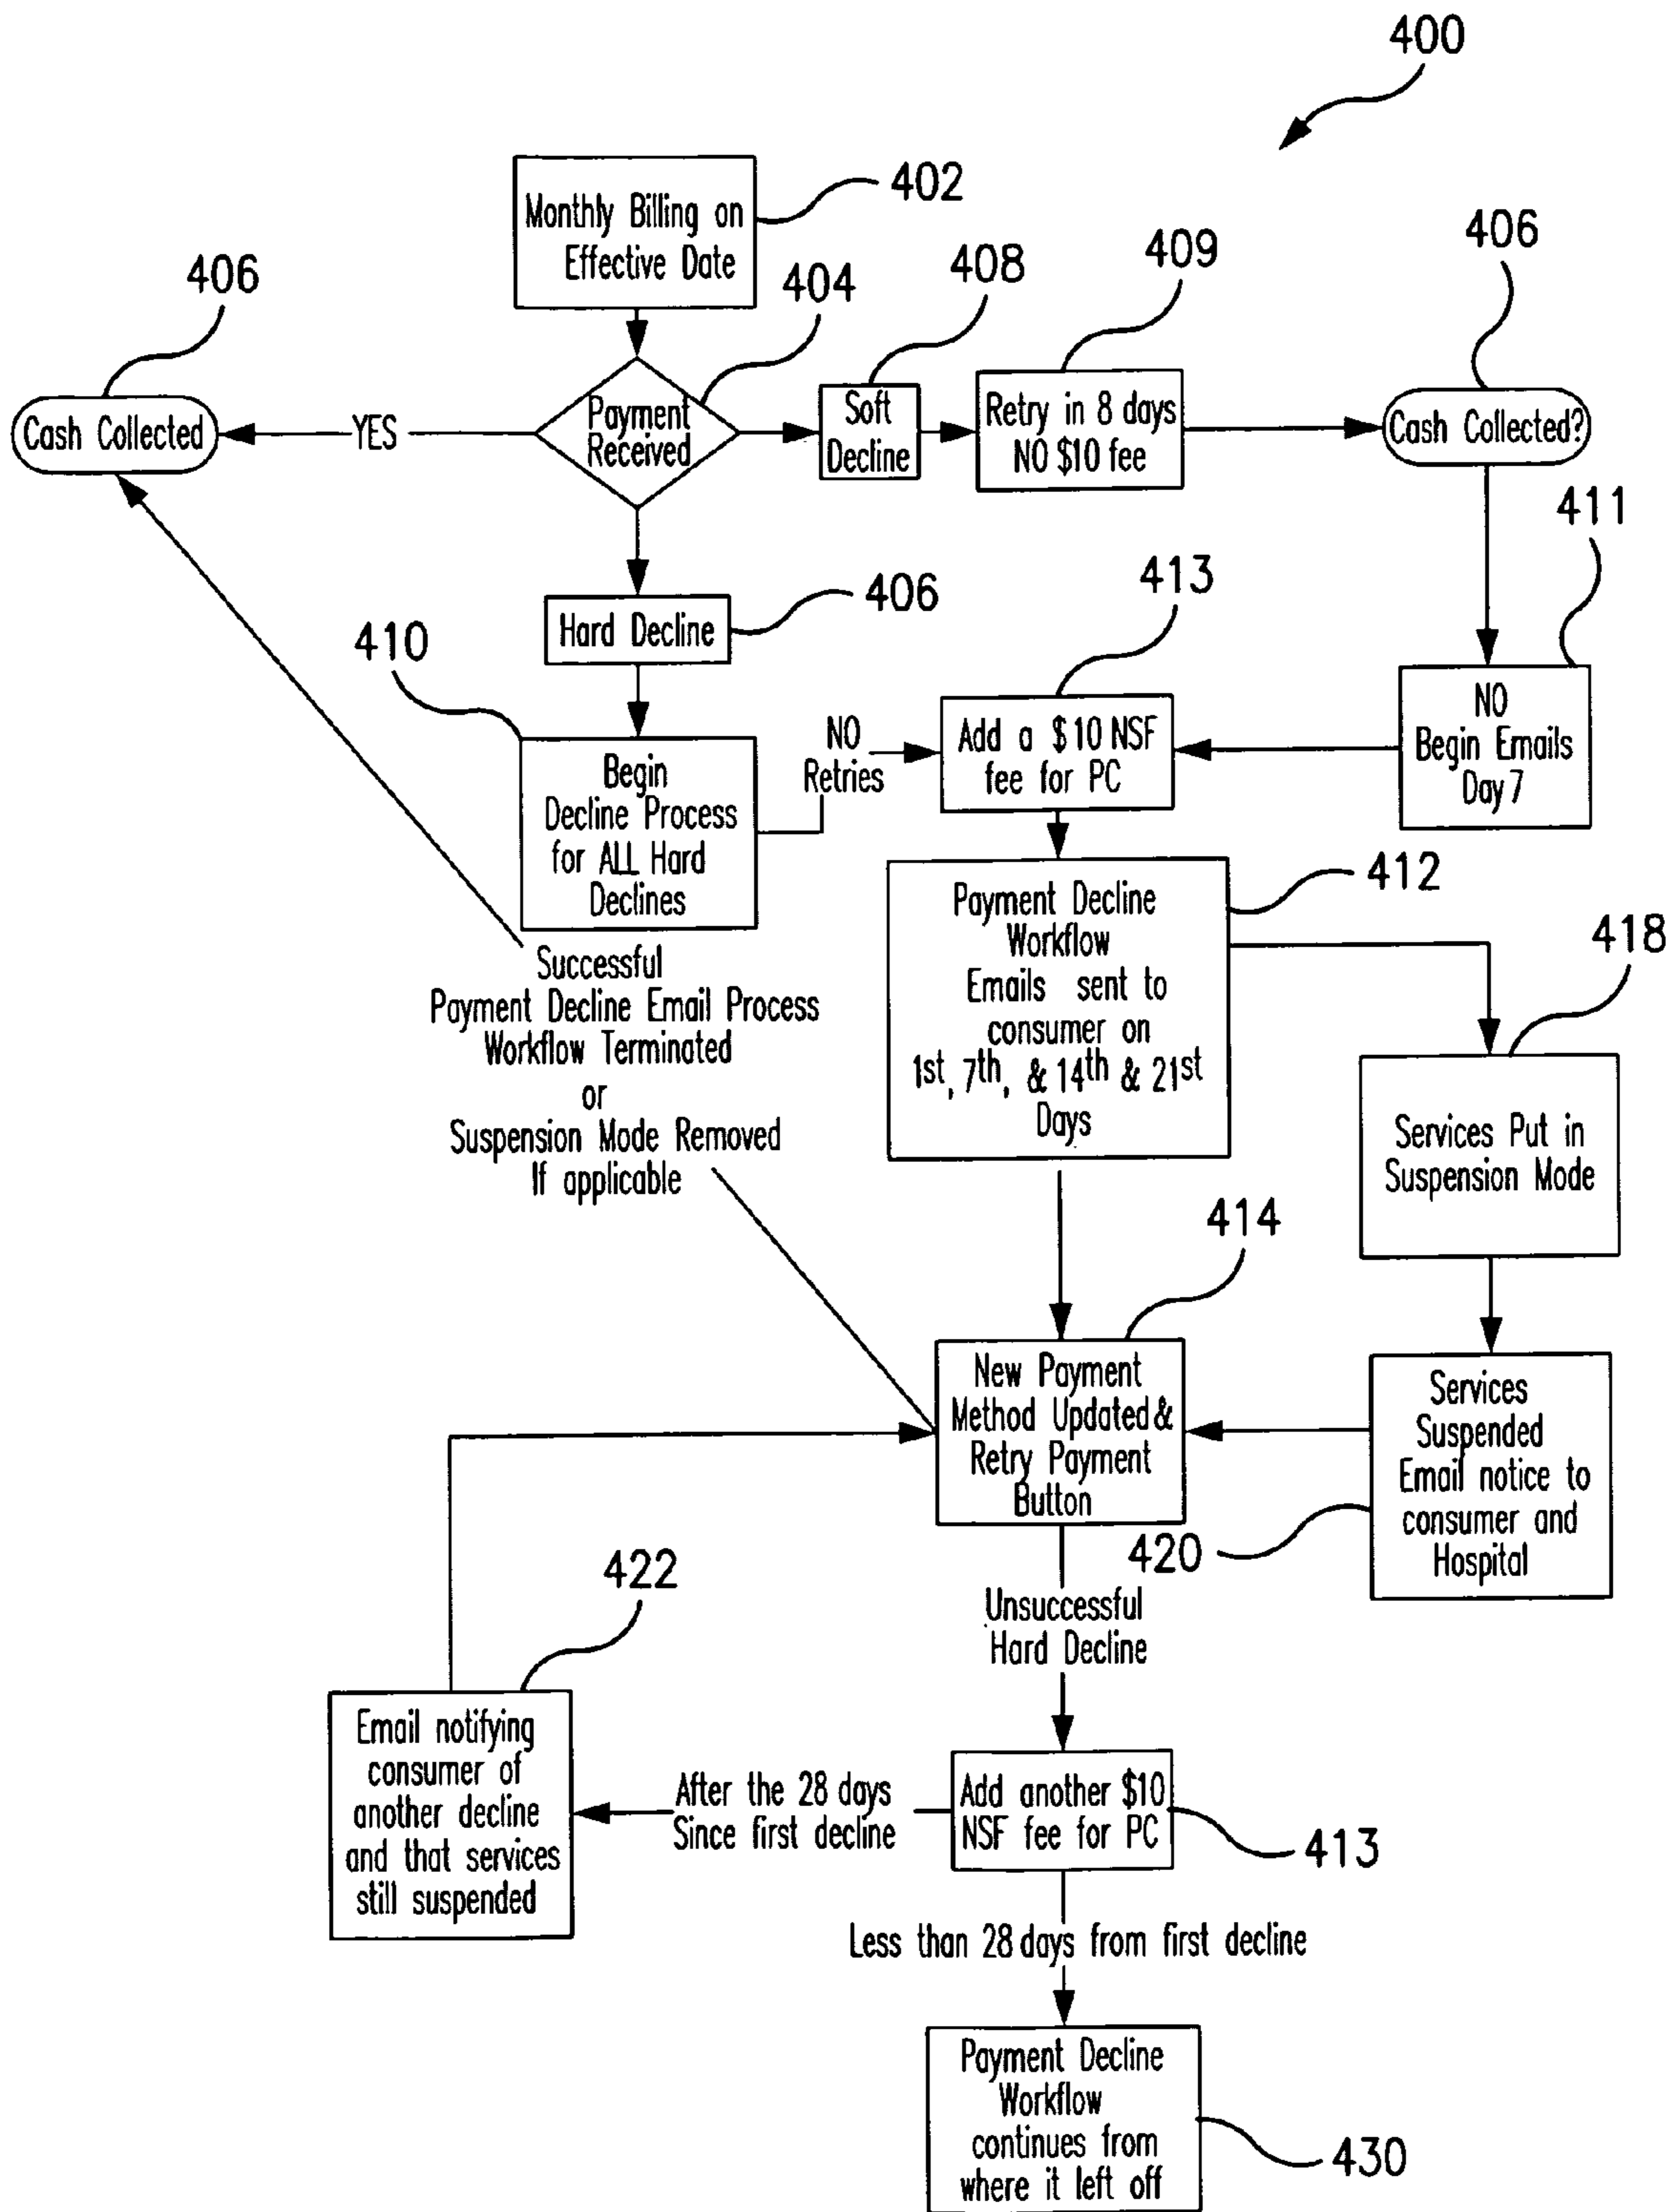 400
Monthly Billing on
Effective Date
402
406
404
408
409
406
Cash Collected
YES
Payment
Received
Soft
Decline
Retry in 8 days
NO $10 fee
Cash Collected?
411
Hard Decline
406
413
410
Begin
Decline Process
for ALL Hard
Declines
NO
Retries
Add a $10 NSF
fee for PC
NO
Begin Emails
Day 7
412
Payment Decline
Workflow
Emails sent to
consumer on
1st, 7th, & 14th & 21st
Days
418
Successful
Payment Decline Email Process
Workflow Terminated
or
Suspension Mode Removed
If applicable
Services Put in
Suspension Mode
414
New Payment
Method Updated &
Retry Payment
Button
Services
Suspended
Email notice to
consumer and
Hospital
420
422
Unsuccessful
Hard Decline
Email notifying
consumer of
another decline
and that services
still suspended
After the 28 days
Since first decline
Add another $10
NSF fee for PC
413
Less than 28 days from first decline
Payment Decline
Workflow
continues from
where it left off
430